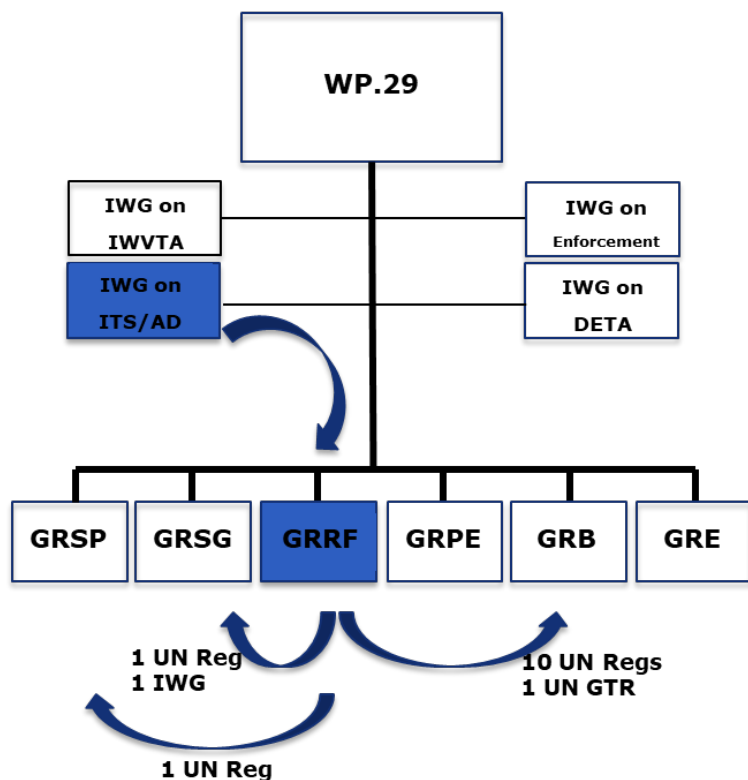 WP.29
IWG on
IWVTA
IWG on
Enforcement
IWG on
ITS/AD
IWG on
DETA
GRSP
GRSG
GRRF
GRPE
GRB
GRE
1 UN Reg
1 IWG
10 UN Regs
1 UN GTR
1 UN Reg